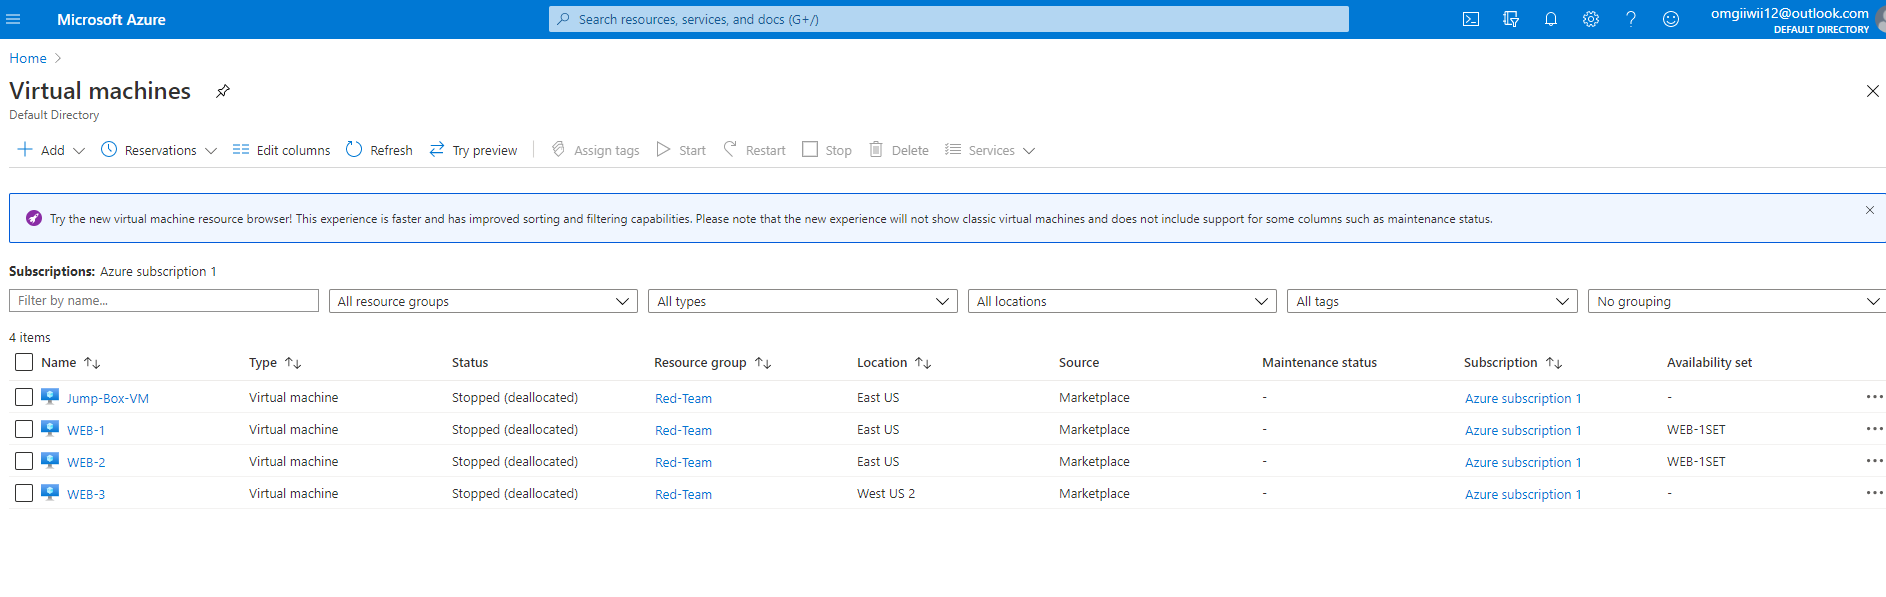 Microsoft Azure
Search resources, services, and docs (G+/)
omgiiwii12@outlook.com
DEFAULT DIRECTORY
Home
Virtual machines
Default Directory
Add Reservations Edit columns Refresh Try preview Assign tags Start Restart Stop Delete Services
Try the new virtual machine resource browser! This experience is faster and has improved sorting and filtering capabilities. Please note that the new experience will not show classic virtual machines and does not include support for some columns such as maintenance status.
Subscriptions: Azure subscription 1
Filter by name... All resource groups All types All locations All tags No grouping
4 items
Name Type Status Resource group Location Source Maintenance status Subscription Availability set
Jump-Box-VM Virtual machine Stopped (deallocated) Red-Team East US Marketplace - Azure subscription 1 -
WEB-1 Virtual machine Stopped (deallocated) Red-Team East US Marketplace - Azure subscription 1 WEB-1SET
WEB-2 Virtual machine Stopped (deallocated) Red-Team East US Marketplace - Azure subscription 1 WEB-1SET
WEB-3 Virtual machine Stopped (deallocated) Red-Team West US 2 Marketplace - Azure subscription 1 -